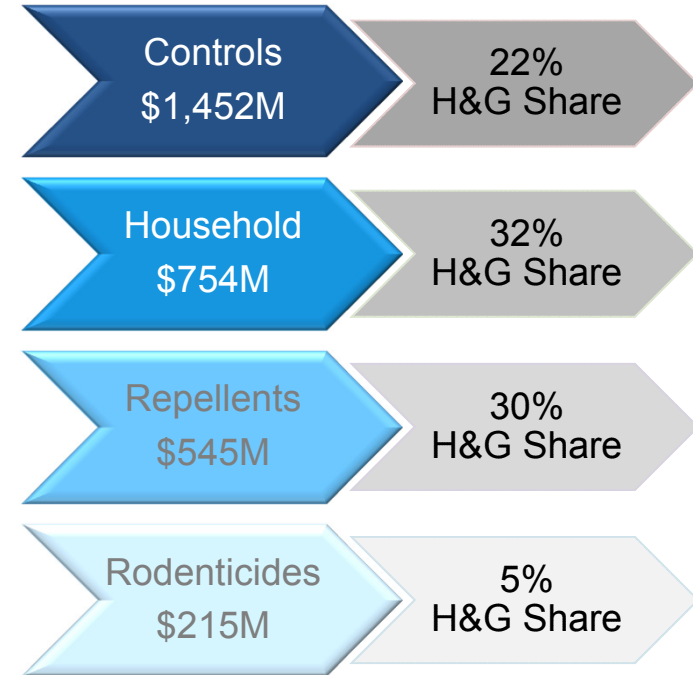 Controls
$1,452M
22%
H&G Share
Household
$754M
32%
H&G Share
Repellents
$545M
30%
H&G Share
Rodenticides
$215M
5%
H&G Share